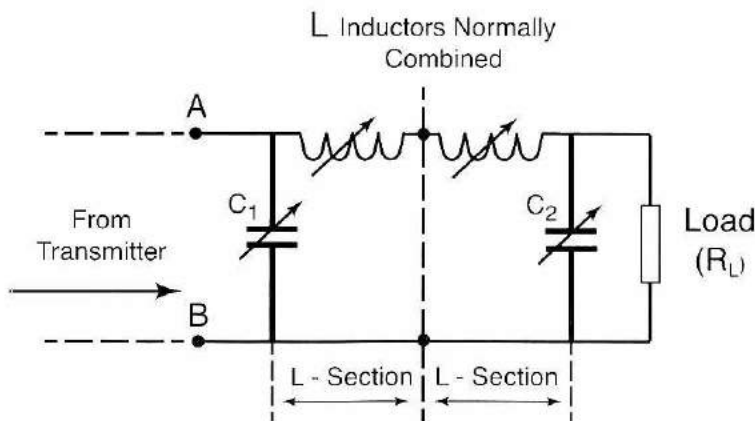 L Inductors Normally
Combined
A
C1
C2
From
Transmitter
Load
(RL)
B
L - Section
L - Section